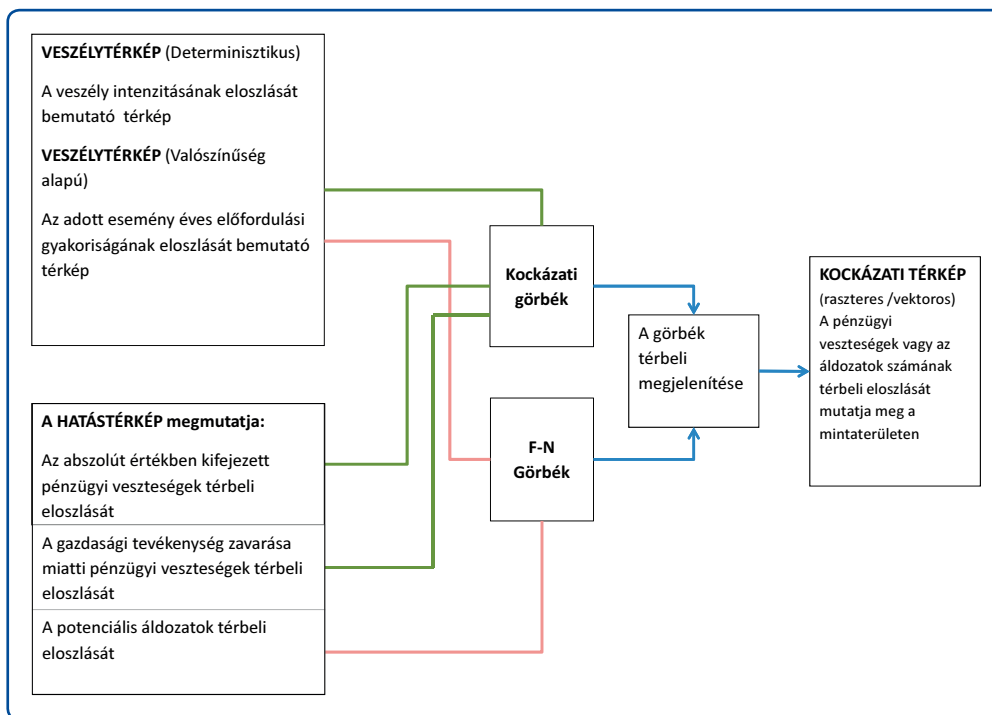 VESZÉLYTÉRKÉP (Determinisztikus)
A veszély intenzitásának eloszlását
bemutató térkép
VESZÉLYTÉRKÉP (Valószínűség
alapú)
Az adott esemény éves előfordulási
gyakoriságának eloszlását bemutató
térkép
A HATÁSTÉRKÉP megmutatja:
Az abszolút értékben kifejezett
pénzügyi veszteségek térbeli
eloszlását
A gazdasági tevékenység zavarása
miatti pénzügyi veszteségek térbeli
eloszlását
A potenciális áldozatok térbeli
eloszlását
Kockázati
görbék
F-N
Görbék
A görbék
térbeli
megjelenítése
KOCKÁZATI TÉRKÉP
(raszteres /vektoros)
A pénzügyi
veszteségek vagy az
áldozatok számának
térbeli eloszlását
mutatja meg a
mintaterületen